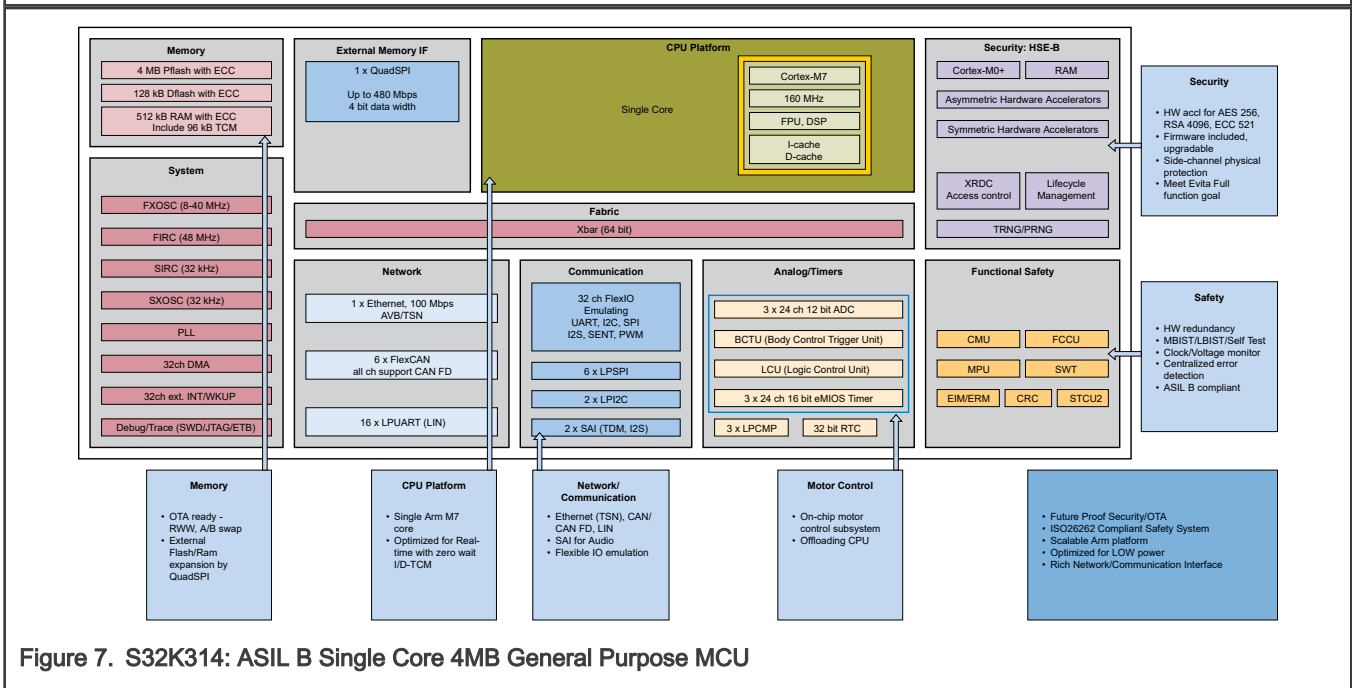 Memory
4 MB Pflash with ECC
128 kB Dflash with ECC
512 kB RAM with ECC
Include 96 kB TCM
External Memory IF
1 x QuadSPI
Up to 480 Mbps
4 bit data width
CPU Platform
Single Core
Cortex-M7
160 MHz
FPU, DSP
I-cache
D-cache
Security: HSE-B
Cortex-M0+
RAM
Asymmetric Hardware Accelerators
Symmetric Hardware Accelerators
XRDC
Access control
Lifecycle
Management
TRNG/PRNG
Security
• HW accl for AES 256,
RSA 4096, ECC 521
• Firmware included,
upgradable
• Side-channel physical
protection
• Meet Evita Full
function goal
System
FXOSC (8-40 MHz)
FIRC (48 MHz)
SIRC (32 kHz)
SXOSC (32 kHz)
PLL
32ch DMA
32ch ext. INT/WKUP
Debug/Trace (SWD/JTAG/ETB)
Fabric
Xbar (64 bit)
Network
1 x Ethernet, 100 Mbps
AVB/TSN
6 x FlexCAN
all ch support CAN FD
16 x LPUART (LIN)
Communication
32 ch FlexIO
Emulating
UART, I2C, SPI
I2S, SENT, PWM
6 x LPSPI
2 x LPI2C
2 x SAI (TDM, I2S)
Analog/Timers
3 x 24 ch 12 bit ADC
BCTU (Body Control Trigger Unit)
LCU (Logic Control Unit)
3 x 24 ch 16 bit eMIOS Timer
3 x LPCMP
32 bit RTC
Functional Safety
CMU
FCCU
MPU
SWT
EIM/ERM
CRC
STCU2
Safety
• HW redundancy
• MBIST/LBIST/Self Test
• Clock/Voltage monitor
• Centralized error
detection
• ASIL B compliant
Memory
• OTA ready -
RWW, A/B swap
• External
Flash/Ram
expansion by
QuadSPI
CPU Platform
• Single Arm M7
core
• Optimized for Real-
time with zero wait
I/D-TCM
Network/
Communication
• Ethernet (TSN), CAN/
CAN FD, LIN
• SAI for Audio
• Flexible IO emulation
Motor Control
• On-chip motor
control subsystem
• Offloading CPU
• Future Proof Security/OTA
• ISO26262 Compliant Safety System
• Scalable Arm platform
• Optimized for LOW power
• Rich Network/Communication Interface
Figure 7. S32K314: ASIL B Single Core 4MB General Purpose MCU